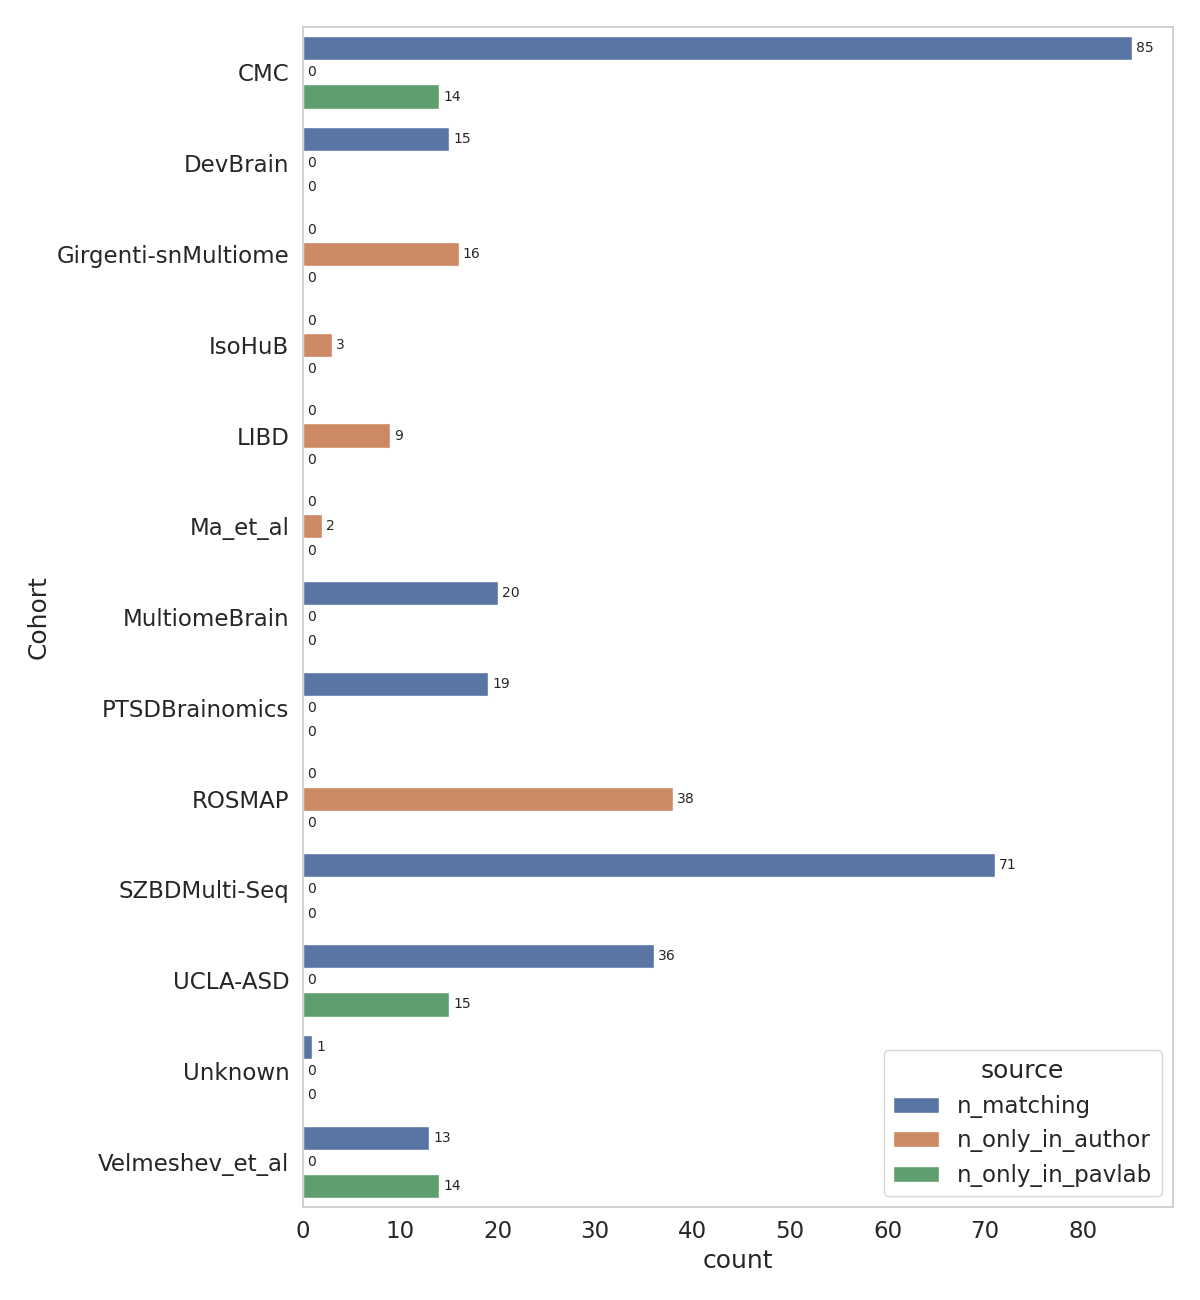 CMC
85
0
14
DevBrain
15
0
0
Girgenti-snMultiome
0
16
0
IsoHuB
0
3
0
LIBD
0
9
0
Ma_et_al
0
2
0
MultiomeBrain
20
0
0
PTSDBrainomics
19
0
0
ROSMAP
0
38
0
SZBDMulti-Seq
71
0
0
UCLA-ASD
36
0
15
Unknown
1
0
0
Velmeshev_et_al
13
0
14
Cohort
0 10 20 30 40 50 60 70 80
count
source
n_matching
n_only_in_author
n_only_in_pavlab